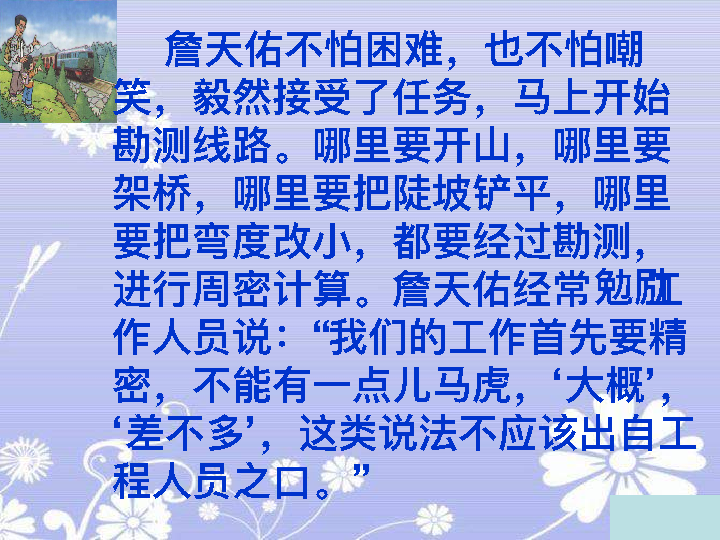 詹天佑不怕困难，也不怕嘲
笑，毅然接受了任务，马上开始
勘测线路。哪里要开山，哪里要
架桥，哪里要把陡坡铲平，哪里
要把弯度改小，都要经过勘测，
进行周密计算。詹天佑经常勉励工
作人员说：“我们的工作首先要精
密，不能有一点儿马虎，‘大概’，
‘差不多’，这类说法不应该出自工
程人员之口。”